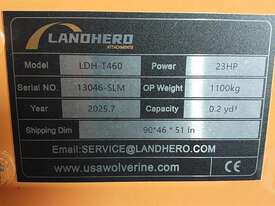 LANDHERO
ATTACHMENTS
Model LDH-T460 Power 23HP
Serial NO. 13046-SLM OP Weight 1100kg
Year 2025.7 Capacity 0.2 yd³
Shipping Dim 90*46 * 51 In
Email:SERVICE@LANDHERO.COM
www.usawolverine.com CE